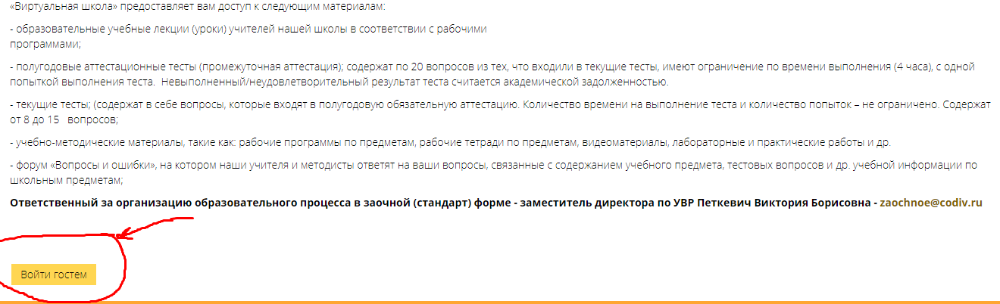 «Виртуальная школа» предоставляет вам доступ к следующим материалам:
- образовательные учебные лекции (уроки) учителей нашей школы в соответствии с рабочими
программами;
- полугодовые аттестационные тесты (промежуточная аттестация); содержат по 20 вопросов из тех, что входили в текущие тесты, имеют ограничение по времени выполнения (4 часа), с одной
попыткой выполнения теста.  Невыполненный/неудовлетворительный результат теста считается академической задолженностью.
- текущие тесты; (содержат в себе вопросы, которые входят в полугодовую обязательную аттестацию. Количество времени на выполнение теста и количество попыток – не ограничено. Содержат
от 8 до 15   вопросов;
- учебно-методические материалы, такие как: рабочие программы по предметам, рабочие тетради по предметам, видеоматериалы, лабораторные и практические работы и др.
- форум «Вопросы и ошибки», на котором наши учителя и методисты ответят на ваши вопросы, связанные с содержанием учебного предмета, тестовых вопросов и др. учебной информации по
школьным предметам;
Ответственный за организацию образовательного процесса в заочной (стандарт) форме - заместитель директора по УВР Петкевич Виктория Борисовна - zaochnoe@codiv.ru
Войти гостем